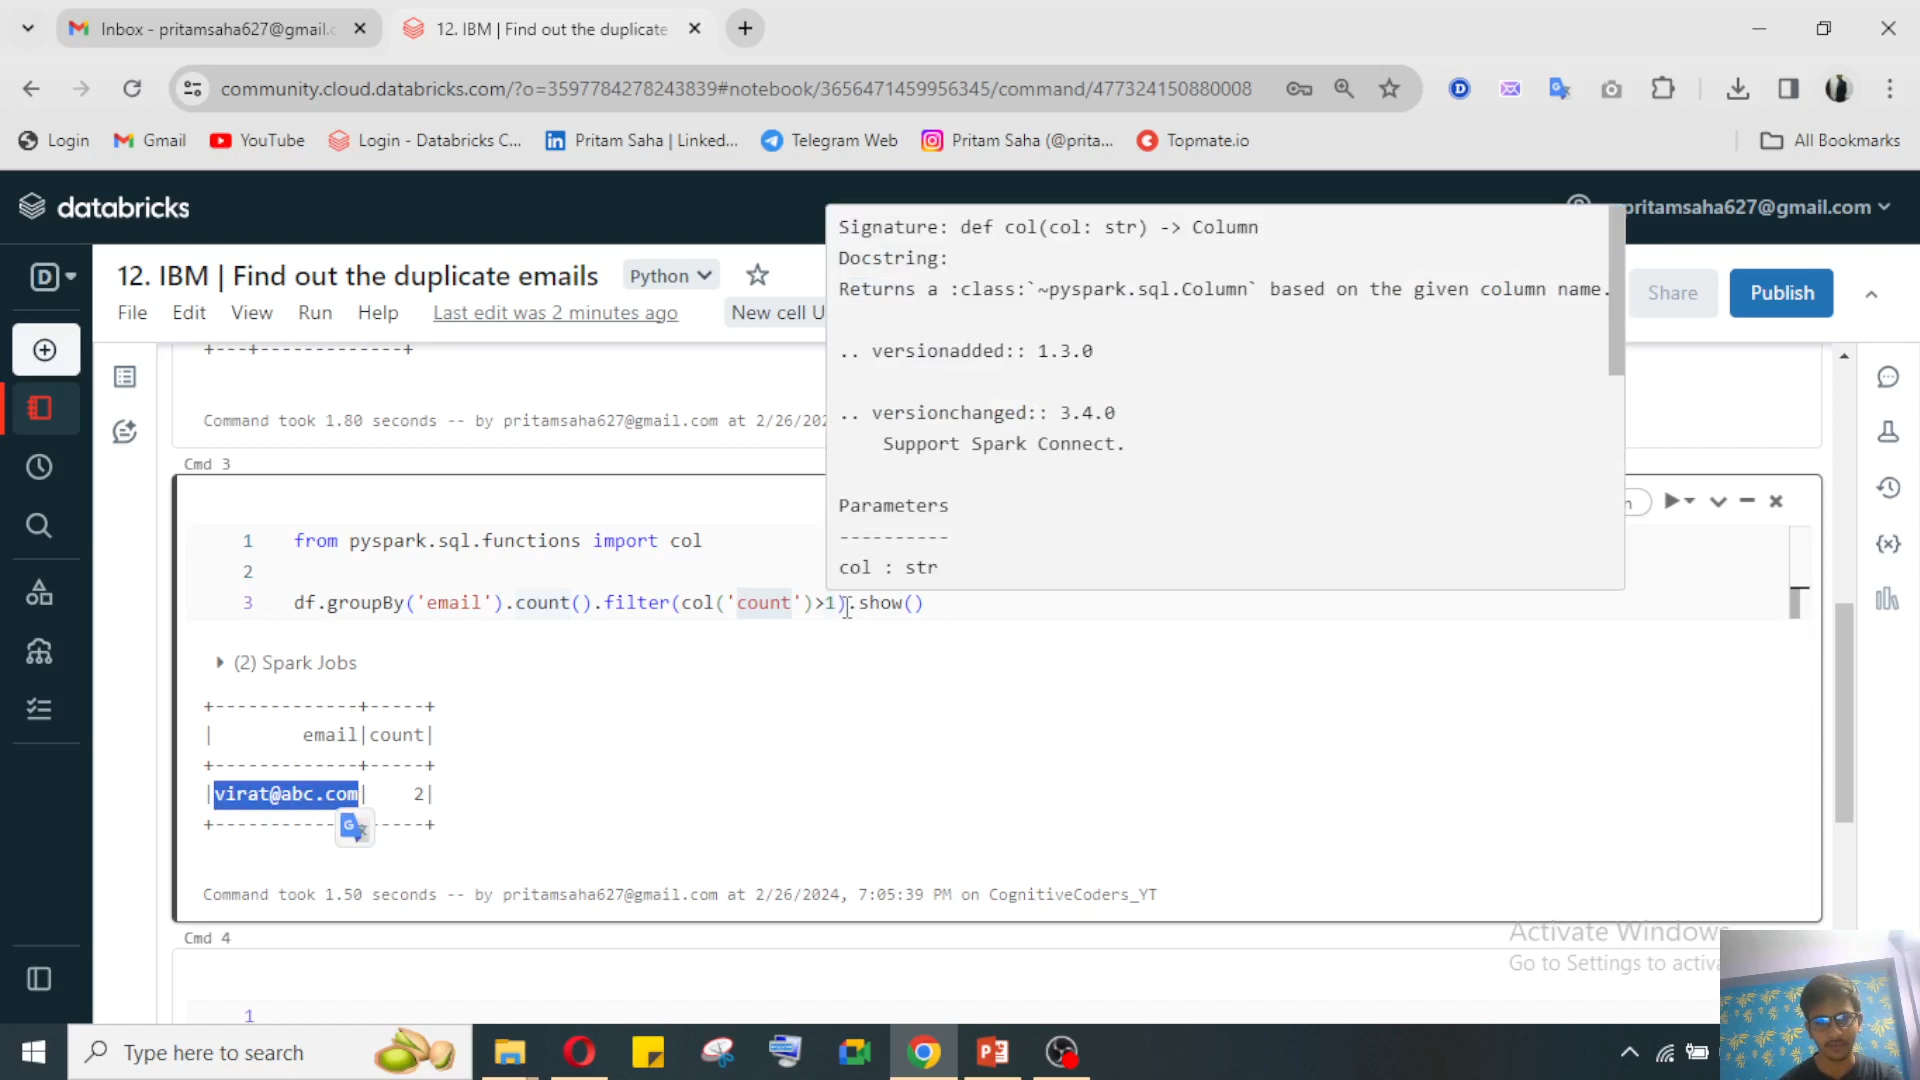 Inbox - pritamsaha627@gmail.c
12. IBM | Find out the duplicate
community.cloud.databricks.com/?o=3597784278243839#notebook/3656471459956345/command/477324150880008
Login
Gmail
YouTube
Login - Databricks C...
Pritam Saha | Linked...
Telegram Web
Pritam Saha (@prita...
Topmate.io
All Bookmarks
databricks
pritamsaha627@gmail.com
D
12. IBM | Find out the duplicate emails
Python
File Edit View Run Help Last edit was 2 minutes ago New cell U
Share
Publish
Signature: def col(col: str) -> Column
Docstring:
Returns a :class:`~pyspark.sql.Column` based on the given column name.
.. versionadded:: 1.3.0
.. versionchanged:: 3.4.0
Support Spark Connect.
Parameters
----------
col : str
+---+-------------+
Command took 1.80 seconds -- by pritamsaha627@gmail.com at 2/26/202
Cmd 3
1 from pyspark.sql.functions import col
2
3 df.groupBy('email').count().filter(col('count')>1).show()
(2) Spark Jobs
+-------------+-----+
| email|count|
+-------------+-----+
|virat@abc.com| 2|
+-------------+-----+
Command took 1.50 seconds -- by pritamsaha627@gmail.com at 2/26/2024, 7:05:39 PM on CognitiveCoders_YT
Cmd 4
1
Activate Windows
Go to Settings to activa
Type here to search